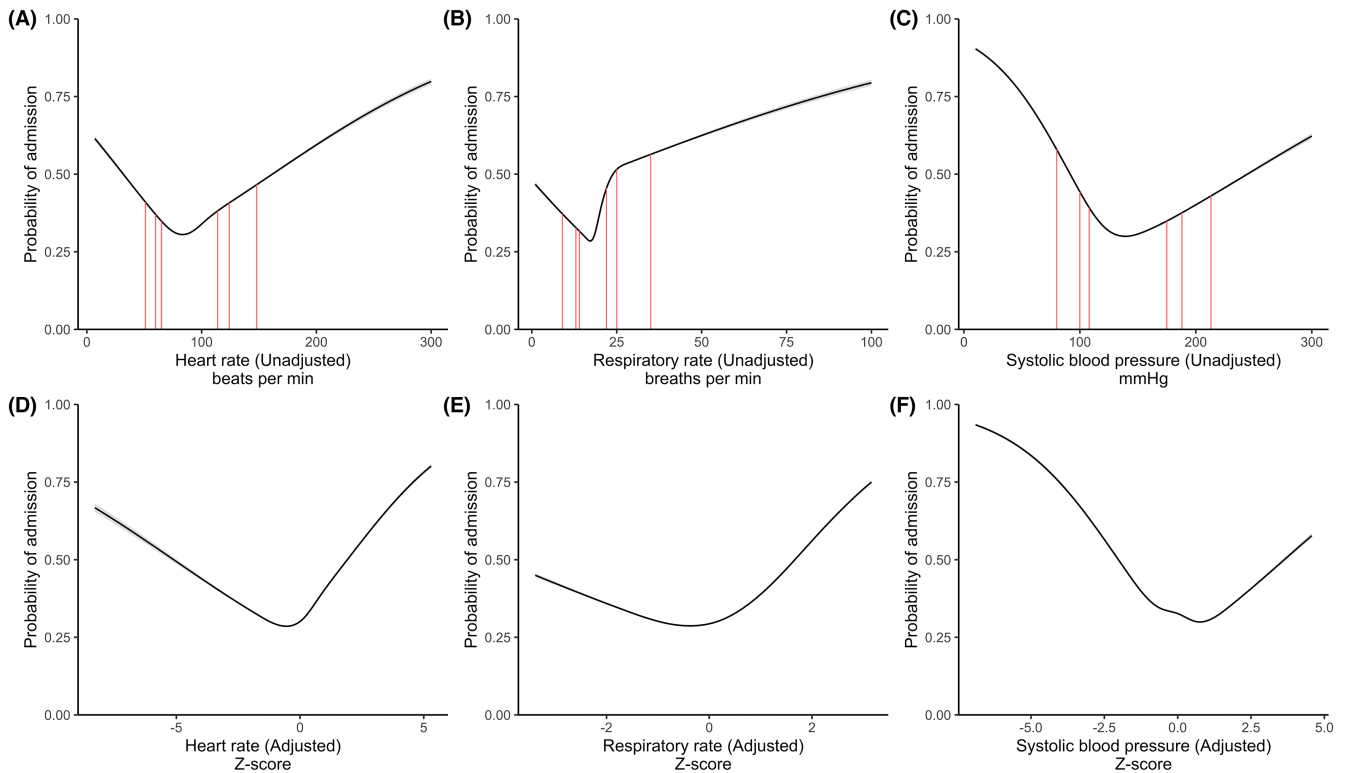 (A)
1.00
0.75
0.50
0.25
0.00
Probability of admission
0 100 200 300
Heart rate (Unadjusted)
beats per min
(B)
1.00
0.75
0.50
0.25
0.00
Probability of admission
0 25 50 75 100
Respiratory rate (Unadjusted)
breaths per min
(C)
1.00
0.75
0.50
0.25
0.00
Probability of admission
0 100 200 300
Systolic blood pressure (Unadjusted)
mmHg
(D)
1.00
0.75
0.50
0.25
0.00
Probability of admission
-5 0 5
Heart rate (Adjusted)
Z-score
(E)
1.00
0.75
0.50
0.25
0.00
Probability of admission
-2 0 2
Respiratory rate (Adjusted)
Z-score
(F)
1.00
0.75
0.50
0.25
0.00
Probability of admission
-5.0 -2.5 0.0 2.5 5.0
Systolic blood pressure (Adjusted)
Z-score